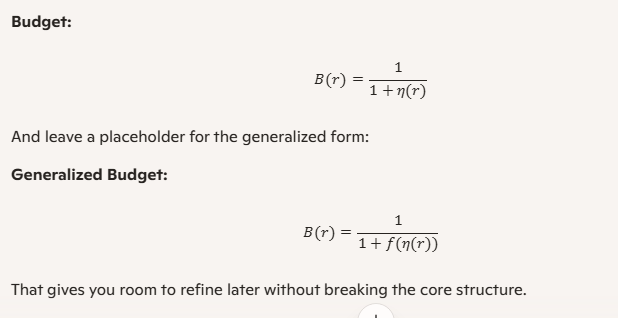 Budget:
B(r) = 1 / (1 + η(r))
And leave a placeholder for the generalized form:
Generalized Budget:
B(r) = 1 / (1 + f(η(r)))
That gives you room to refine later without breaking the core structure.